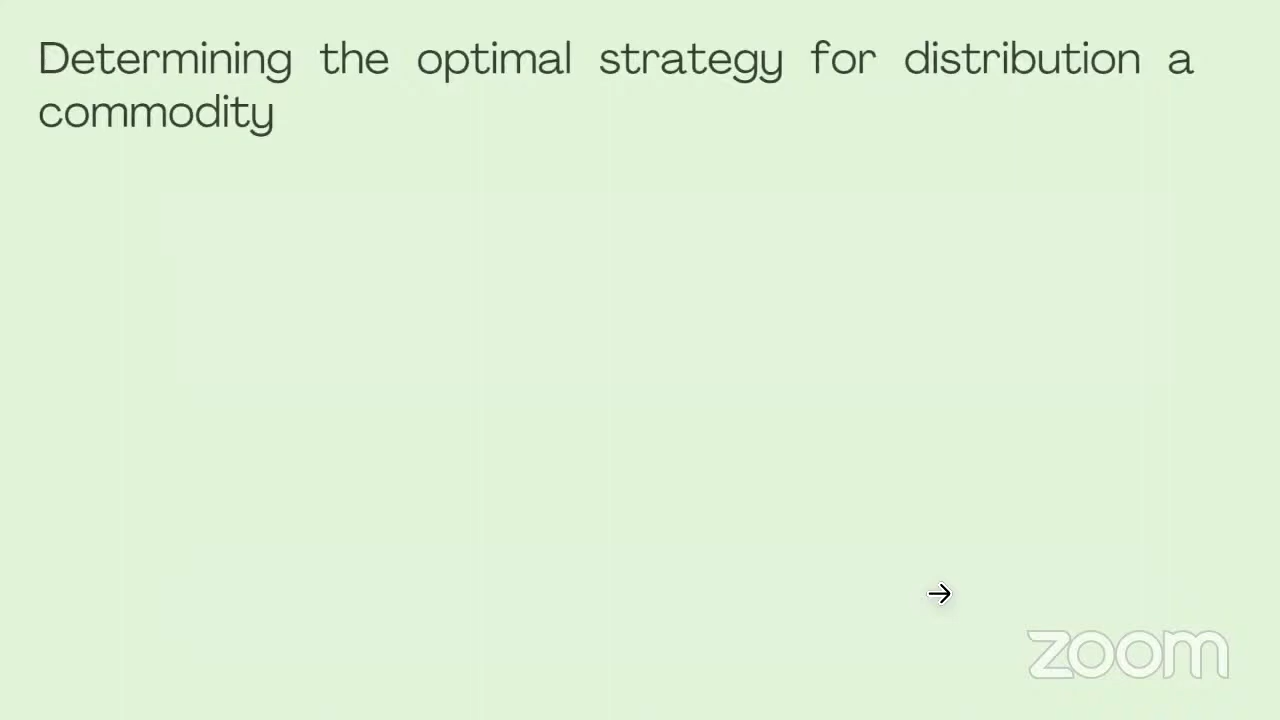 Determining the optimal strategy for distribution a
commodity
zoom